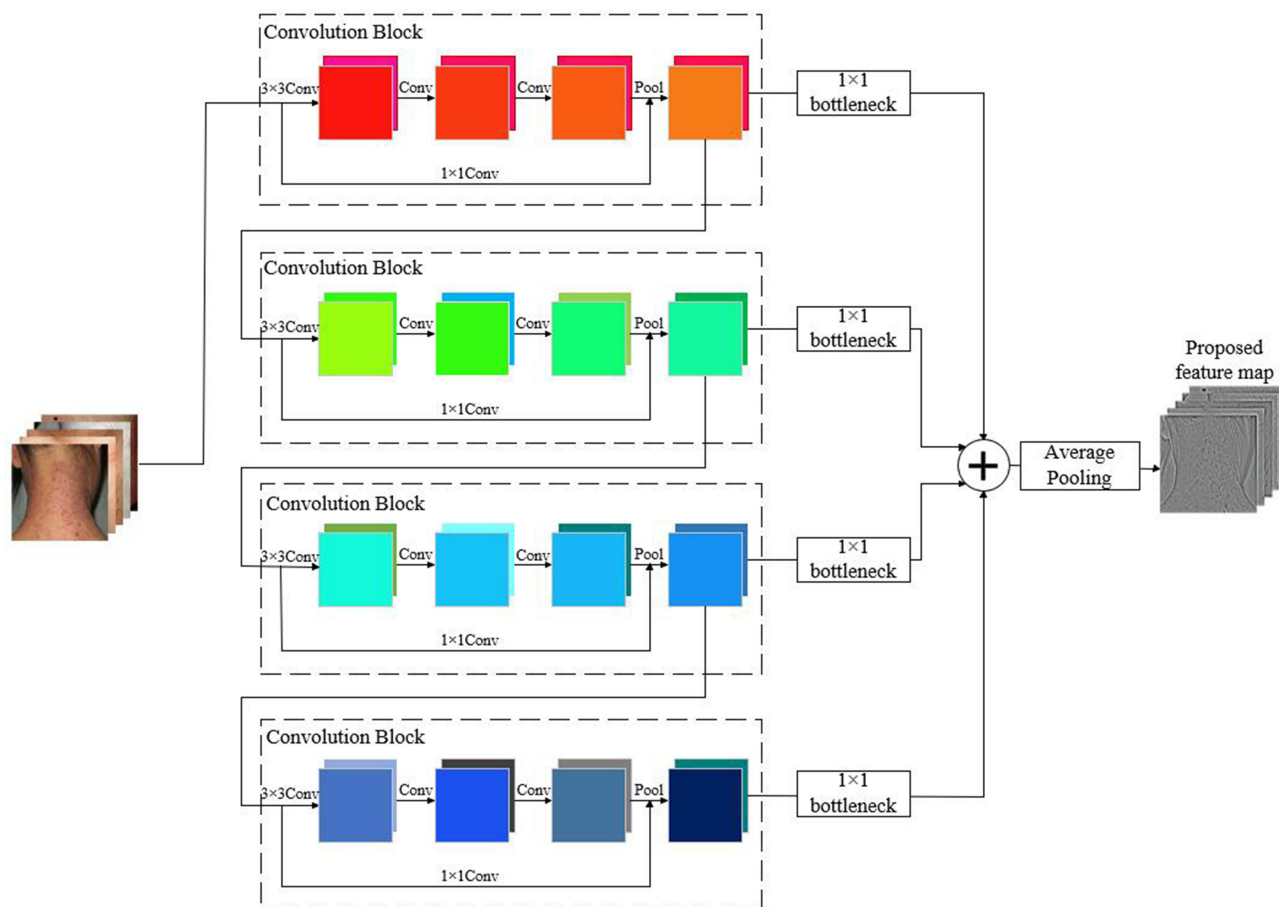 Convolution Block
3×3Conv
Conv
Conv
Pool
1×1Conv
1×1
bottleneck
Convolution Block
3×3Conv
Conv
Conv
Pool
1×1Conv
1×1
bottleneck
Convolution Block
3×3Conv
Conv
Conv
Pool
1×1Conv
1×1
bottleneck
Convolution Block
3×3Conv
Conv
Conv
Pool
1×1Conv
1×1
bottleneck
+
Average
Pooling
Proposed
feature map